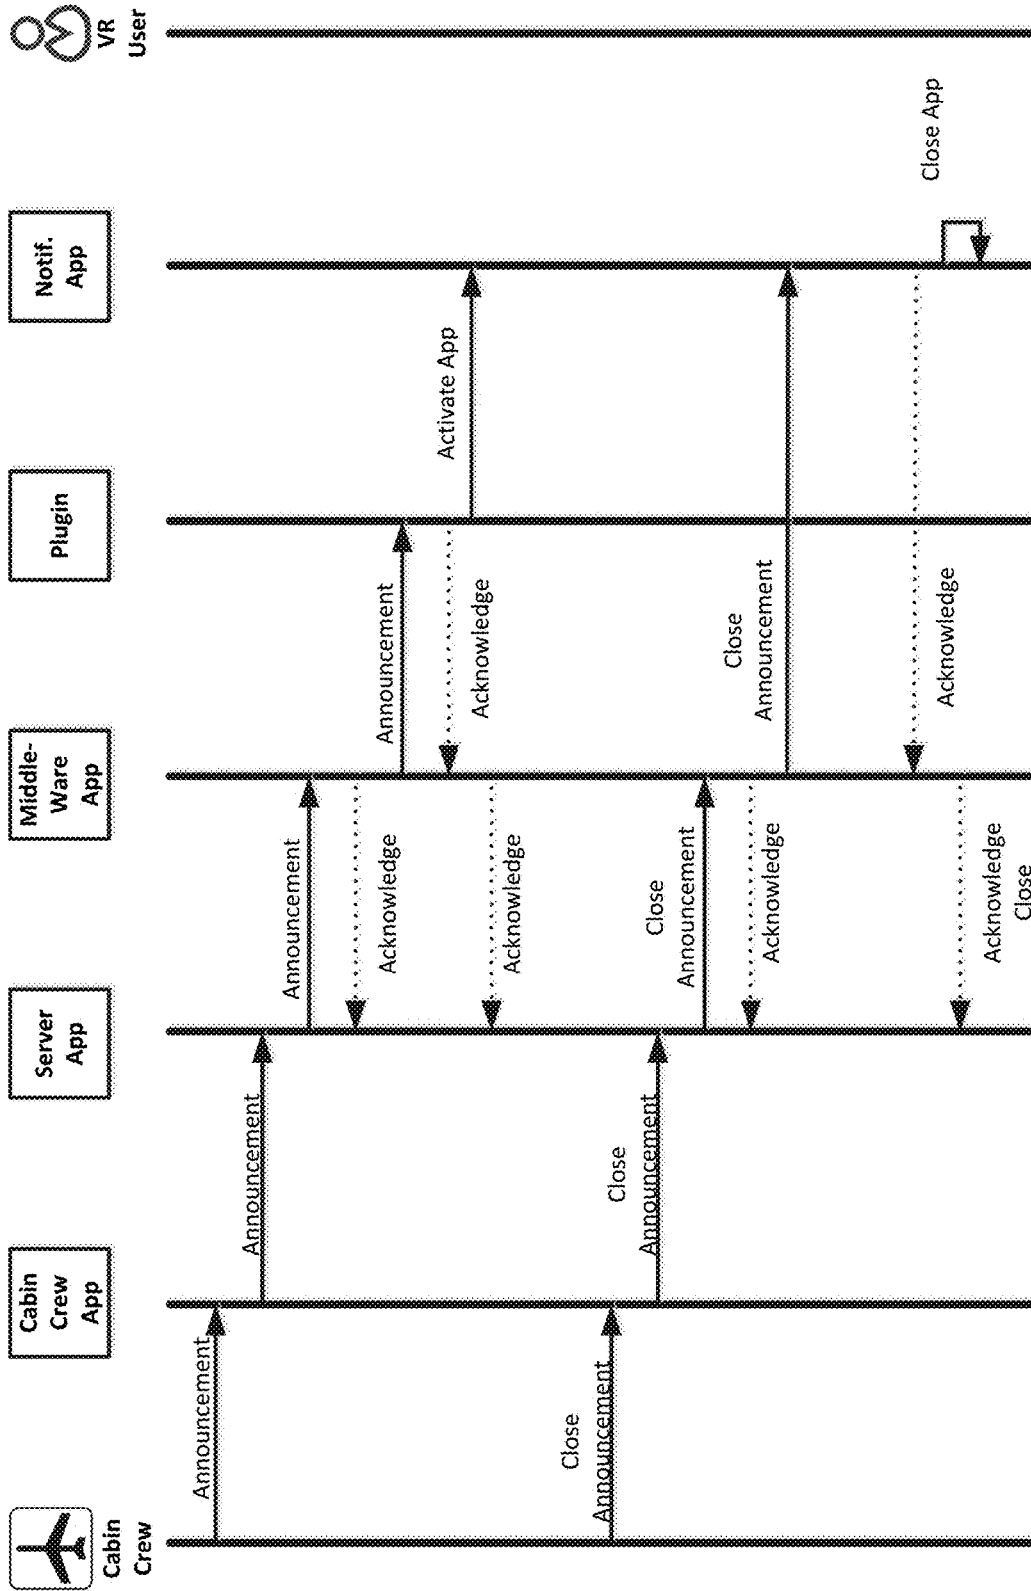 Cabin
Crew
Cabin
Crew
App
Server
App
Middle-
Ware
App
Plugin
Notif.
App
VR
User
Announcement
Announcement
Announcement
Acknowledge
Announcement
Acknowledge
Activate App
Acknowledge
Close
Announcement
Close
Announcement
Close
Announcement
Acknowledge
Close
Announcement
Acknowledge
Close App
Acknowledge
Close